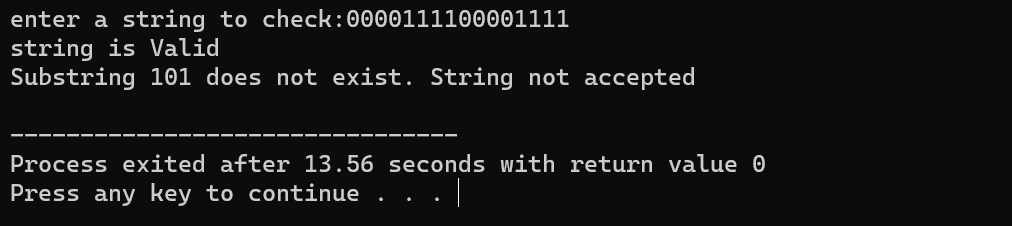 enter a string to check:0000111100001111
string is Valid
Substring 101 does not exist. String not accepted
--------------------------------
Process exited after 13.56 seconds with return value 0
Press any key to continue . . .